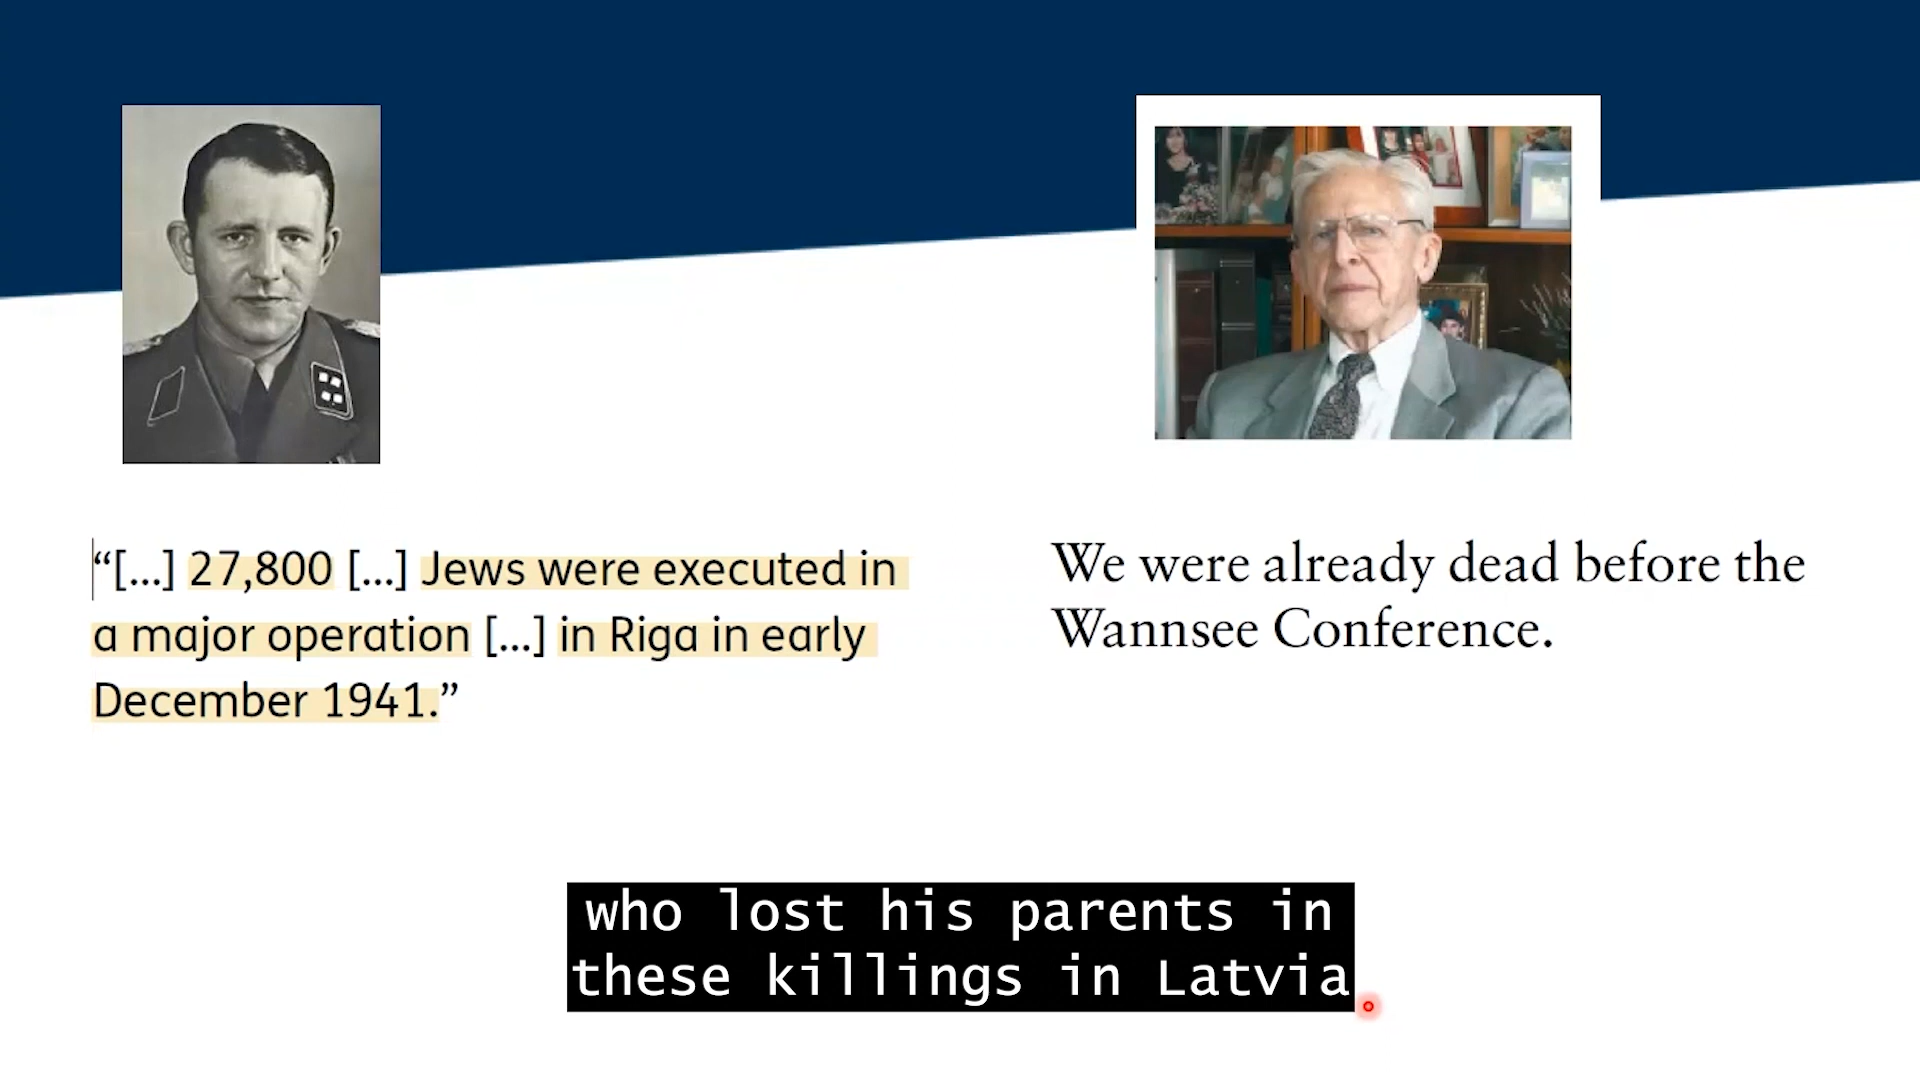 “[...] 27,800 [...] Jews were executed in
a major operation [...] in Riga in early
December 1941.”
We were already dead before the
Wannsee Conference.
who lost his parents in
these killings in Latvia